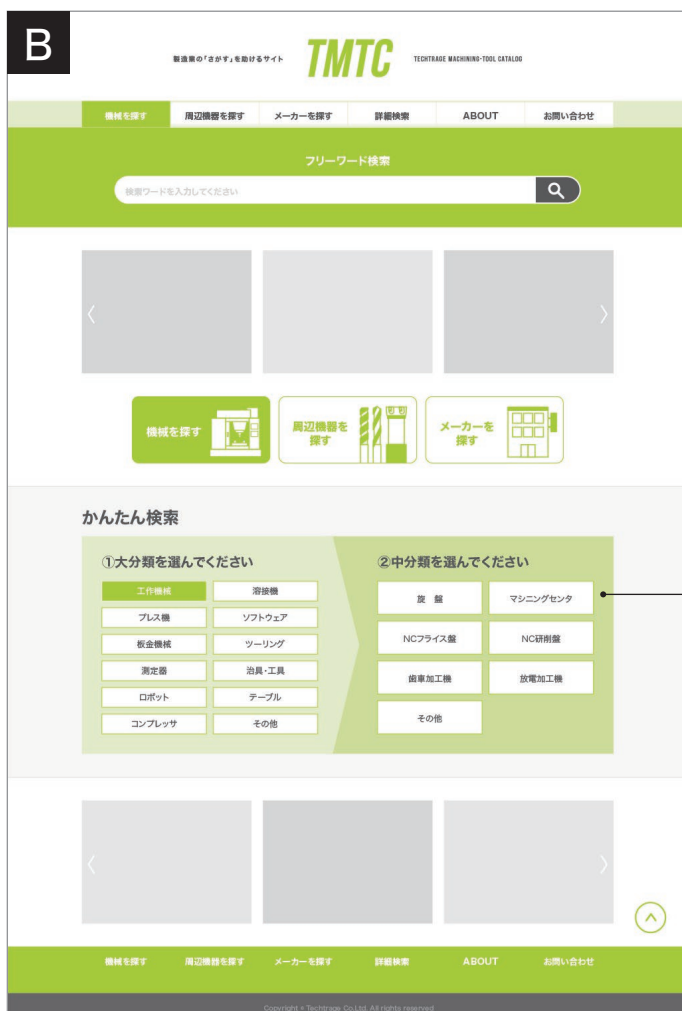 B
製造業の「さがす」を助けるサイト
TMTC
TECHTRAGE MACHINING-TOOL CATALOG
機械を探す 周辺機器を探す メーカーを探す 詳細検索 ABOUT お問い合わせ
フリーワード検索
検索ワードを入力してください
機械を探す
周辺機器を
探す
メーカーを
探す
かんたん検索
①大分類を選んでください
工作機械 溶接機
プレス機 ソフトウェア
板金機械 ツーリング
測定器 治具・工具
ロボット テーブル
コンプレッサ その他
②中分類を選んでください
旋 盤 マシニングセンタ
NCフライス盤 NC研削盤
歯車加工機 放電加工機
その他
機械を探す 周辺機器を探す メーカーを探す 詳細検索 ABOUT お問い合わせ
Copyright © Techtrage Co.Ltd. All rights reserved.